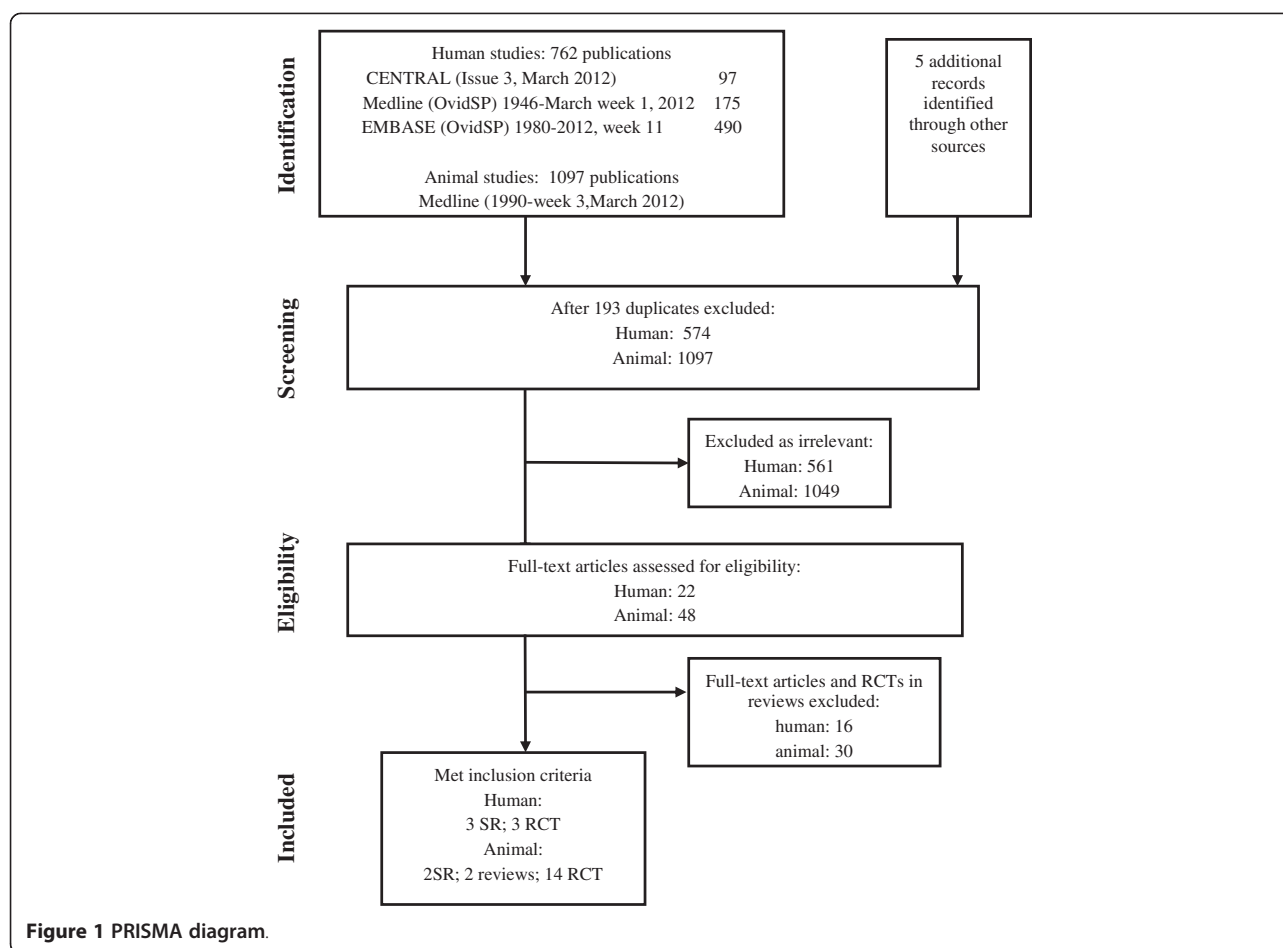 Identification
Human studies: 762 publications
CENTRAL (Issue 3, March 2012) 97
Medline (OvidSP) 1946-March week 1, 2012 175
EMBASE (OvidSP) 1980-2012, week 11 490
Animal studies: 1097 publications
Medline (1990-week 3,March 2012)
5 additional
records
identified
through other
sources
Screening
After 193 duplicates excluded:
Human: 574
Animal: 1097
Excluded as irrelevant:
Human: 561
Animal: 1049
Eligibility
Full-text articles assessed for eligibility:
Human: 22
Animal: 48
Full-text articles and RCTs in
reviews excluded:
human: 16
animal: 30
Included
Met inclusion criteria
Human:
3 SR; 3 RCT
Animal:
2SR; 2 reviews; 14 RCT
Figure 1 PRISMA diagram.